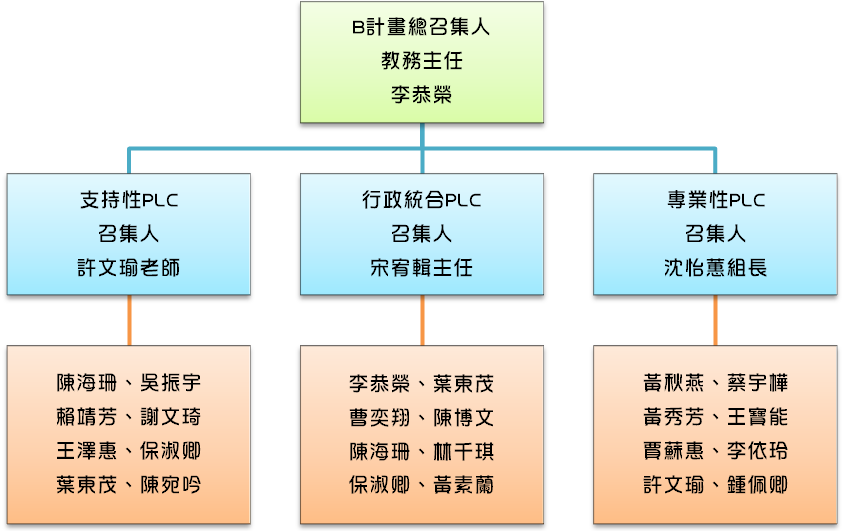 B計畫總召集人
教務主任
李恭榮
支持性PLC
召集人
許文瑜老師
行政統合PLC
召集人
宋宥輯主任
專業性PLC
召集人
沈怡蕙組長
陳海珊、吳振宇
賴靖芳、謝文琦
王澤惠、保淑卿
葉東茂、陳宛吟
李恭榮、葉東茂
曹奕翔、陳博文
陳海珊、林千琪
保淑卿、黃素蘭
黃秋燕、蔡宇樺
黃秀芳、王寶能
賈蘇惠、李依玲
許文瑜、鍾佩卿